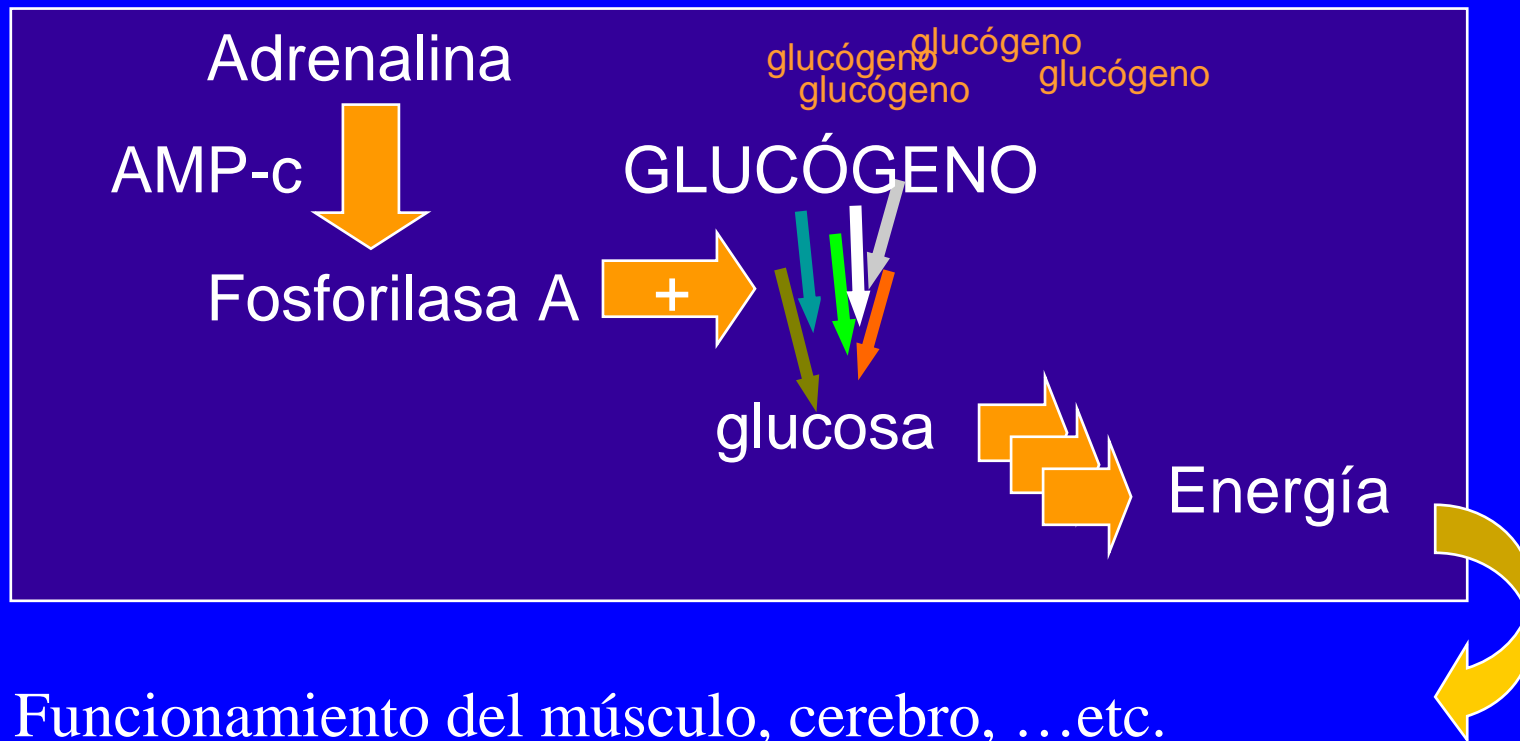 Adrenalina
glucógeno
glucógeno
glucógeno
glucógeno
AMP-c
GLUCÓGENO
Fosforilasa A
+
glucosa
Energía
Funcionamiento del músculo, cerebro, …etc.